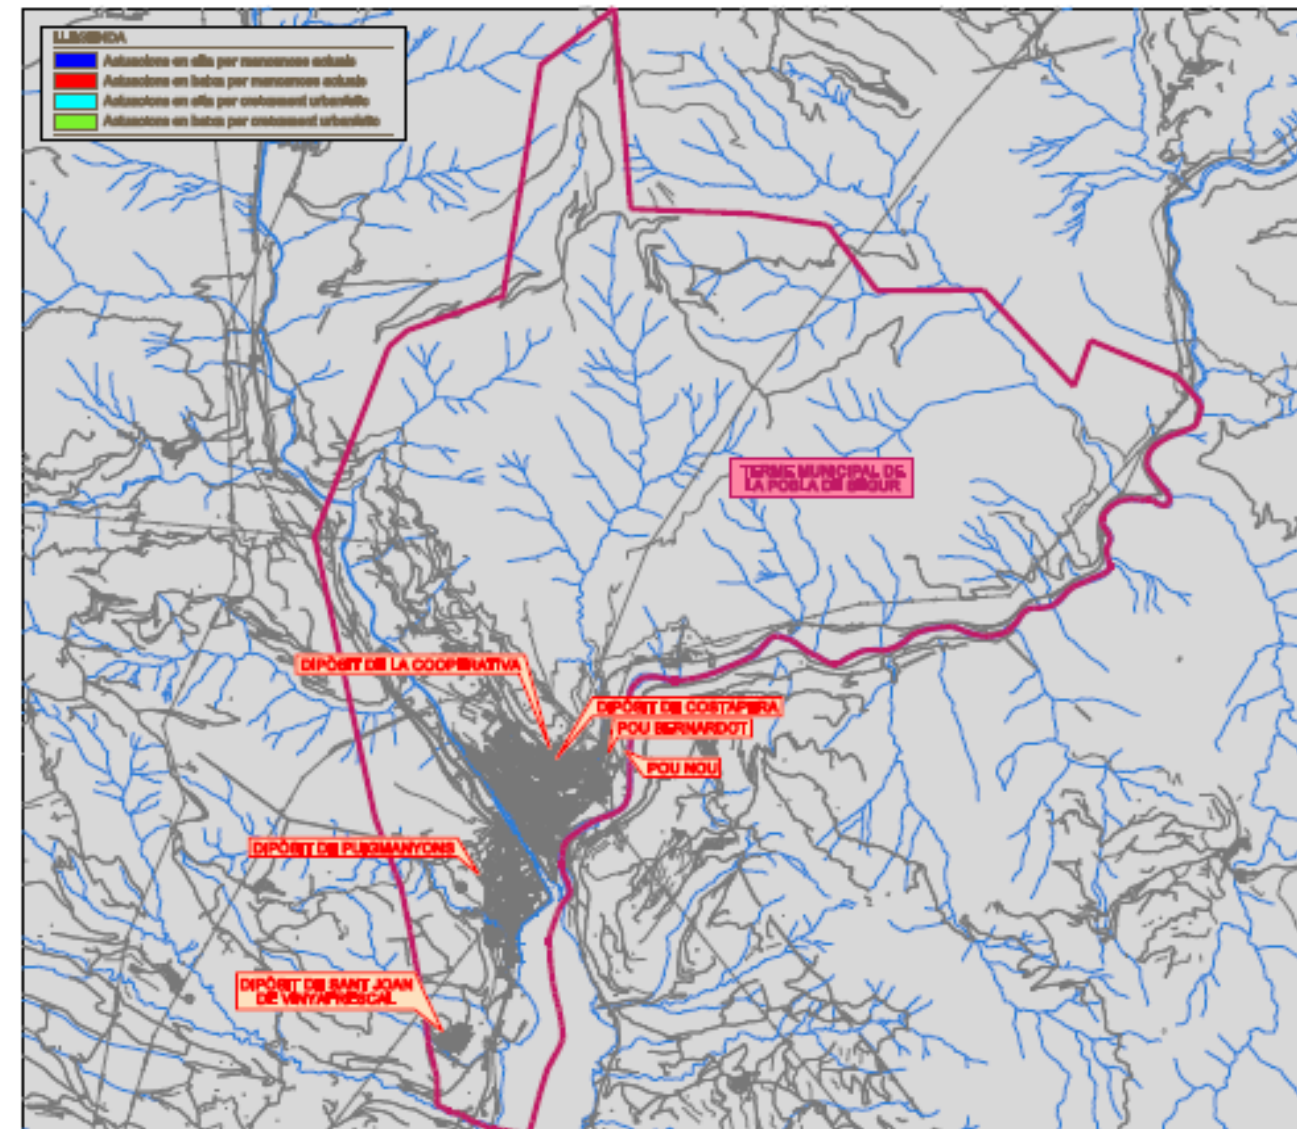 LLEGENDA
Actuacions en alta per mancances actuals
Actuacions en baixa per mancances actuals
Actuacions en alta per creixement urbanístic
Actuacions en baixa per creixement urbanístic
TERME MUNICIPAL DE
LA POBLA DE SEGUR
DIPÒSIT DE LA COOPERATIVA
DIPÒSIT DE COSTAPERA
POU BERNARDOT
POU NOU
DIPÒSIT DE PUIGMANYONS
DIPÒSIT DE SANT JOAN
DE VINYAFRESCAL